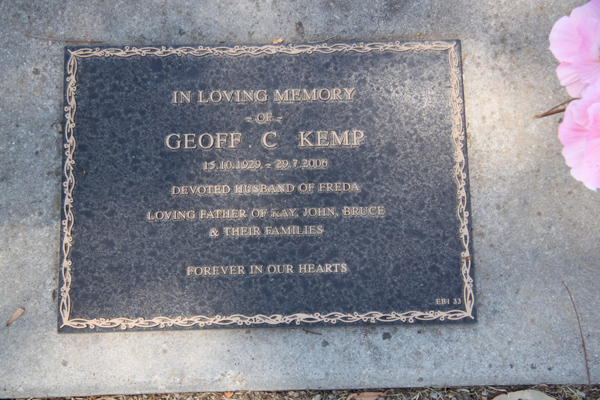 IN LOVING MEMORY
- OF -
GEOFF . C KEMP
15.10.1929 - 29.7.2006
DEVOTED HUSBAND OF FREDA
LOVING FATHER OF KAY, JOHN, BRUCE
& THEIR FAMILIES
FOREVER IN OUR HEARTS
EB1 33